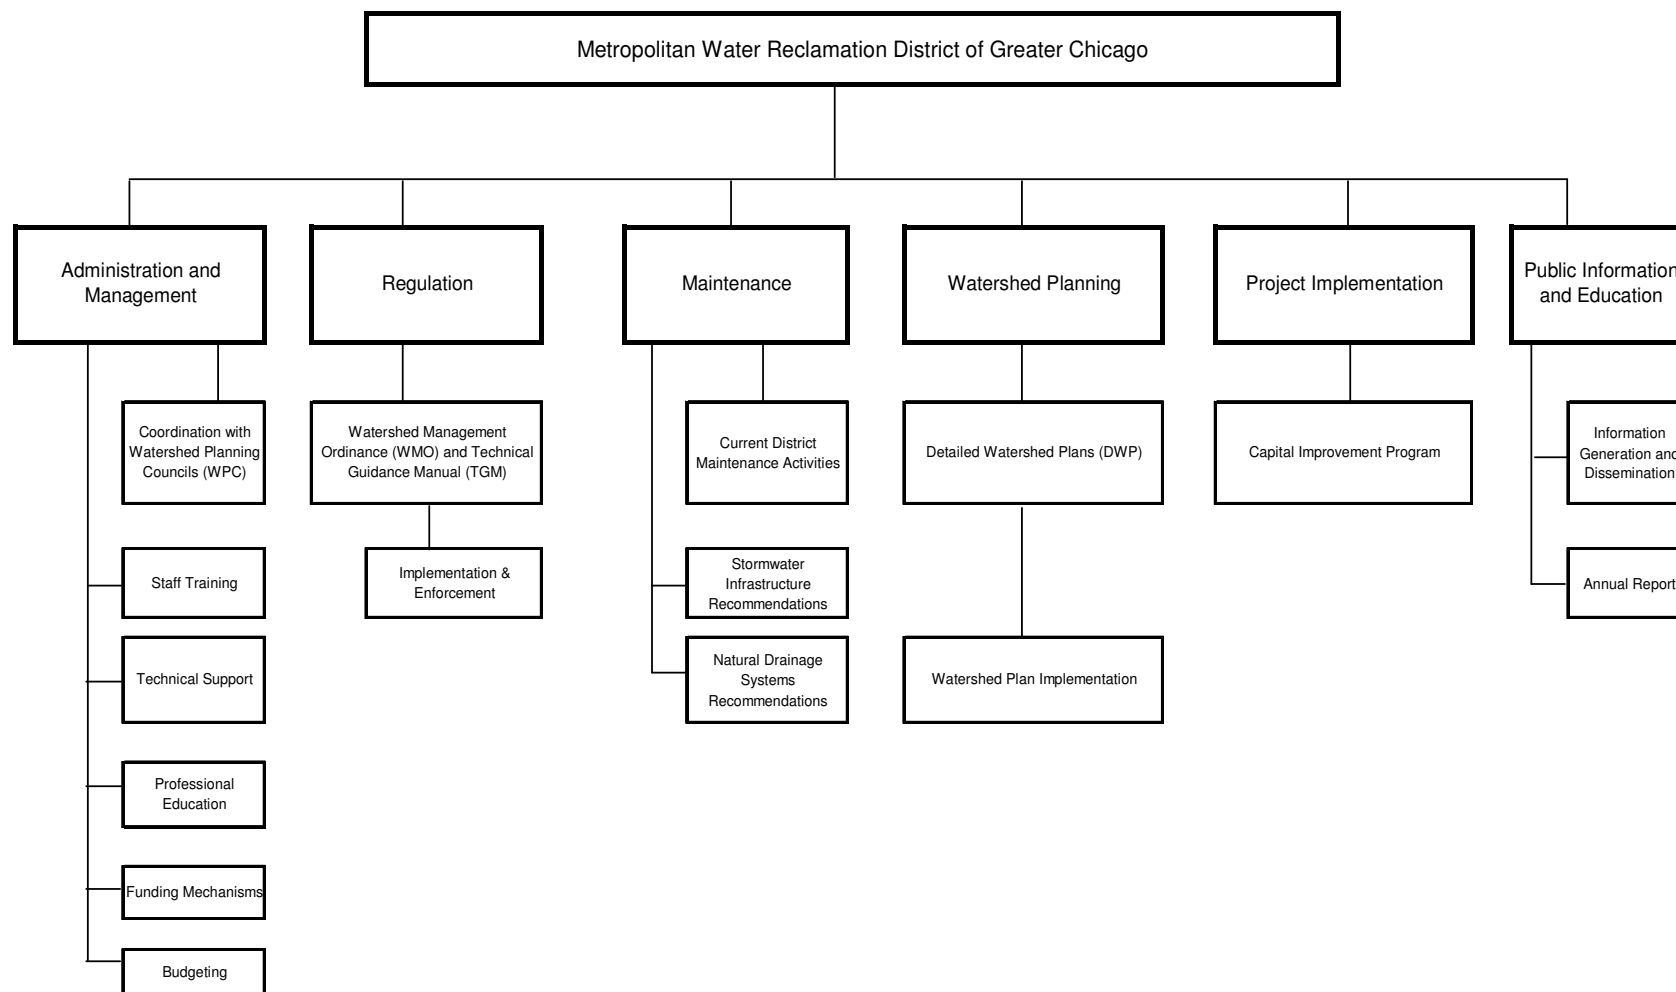 Metropolitan Water Reclamation District of Greater Chicago
Administration and
Management
Regulation
Maintenance
Watershed Planning
Project Implementation
Public Information
and Education
Coordination with
Watershed Planning
Councils (WPC)
Watershed Management
Ordinance (WMO) and Technical
Guidance Manual (TGM)
Current District
Maintenance Activities
Detailed Watershed Plans (DWP)
Capital Improvement Program
Information
Generation and
Dissemination
Staff Training
Implementation &
Enforcement
Stormwater
Infrastructure
Recommendations
Annual Report
Technical Support
Natural Drainage
Systems
Recommendations
Watershed Plan Implementation
Professional
Education
Funding Mechanisms
Budgeting